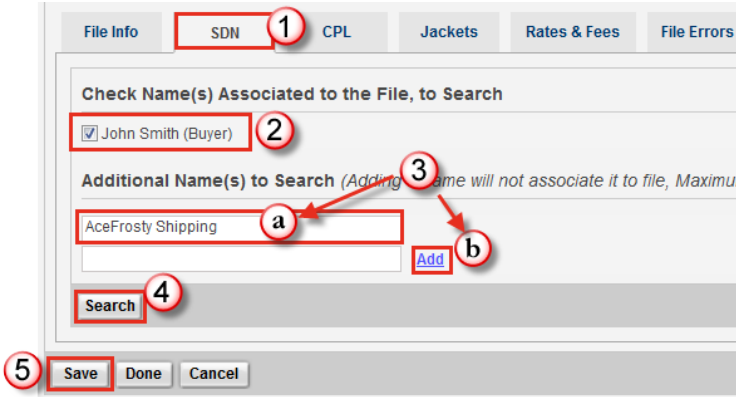 File Info SDN 1 CPL Jackets Rates & Fees File Errors
Check Name(s) Associated to the File, to Search
John Smith (Buyer) 2
Additional Name(s) to Search (Adding name will not associate it to file, Maximu
3
AceFrosty Shipping a
Add b
Search 4
5 Save Done Cancel